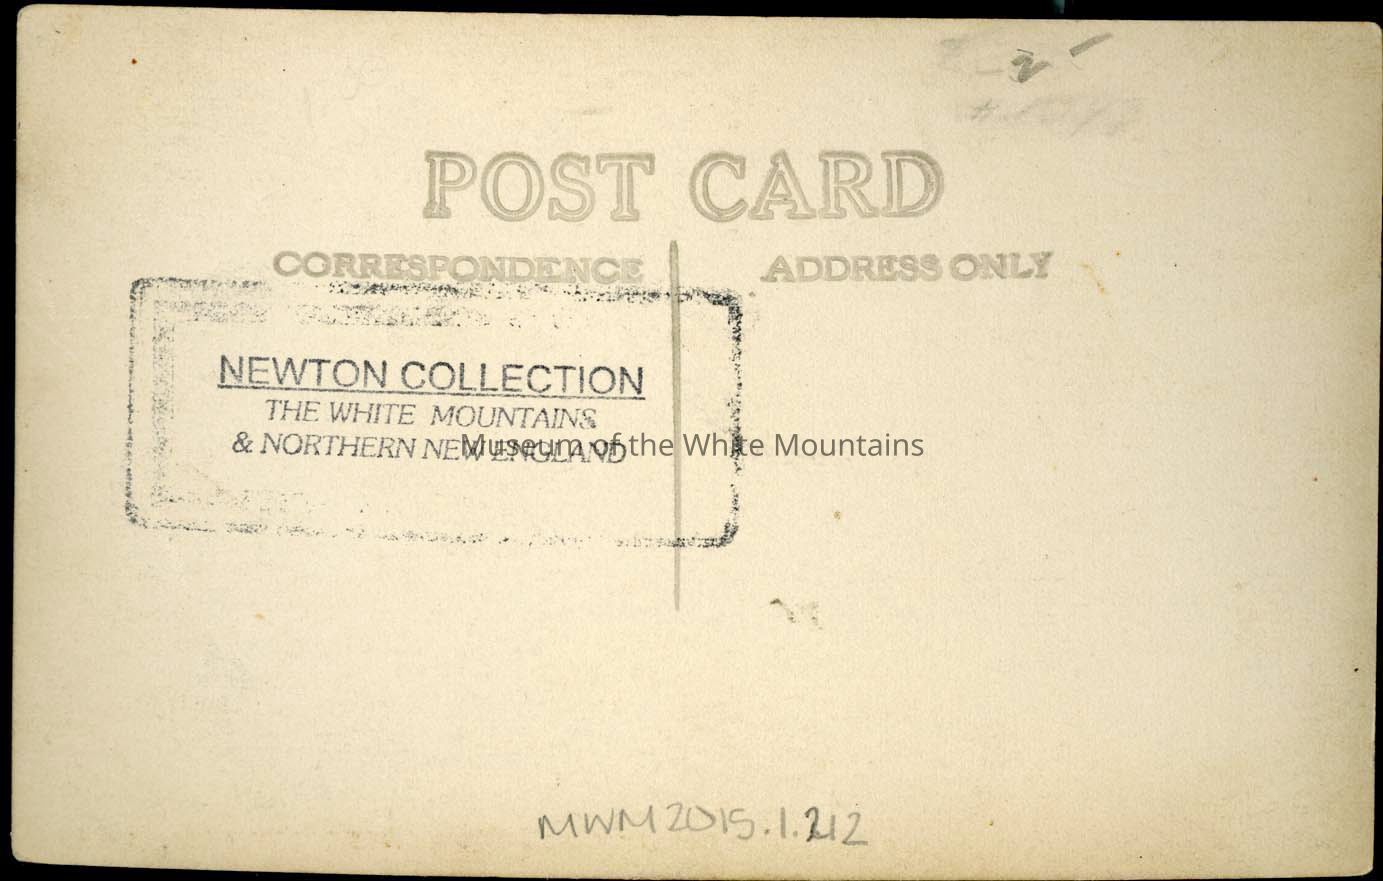 POST CARD
CORRESPONDENCE
ADDRESS ONLY
NEWTON COLLECTION
THE WHITE MOUNTAINS
& NORTHERN NEW ENGLAND
Museum of the White Mountains
MWM2015.1.212